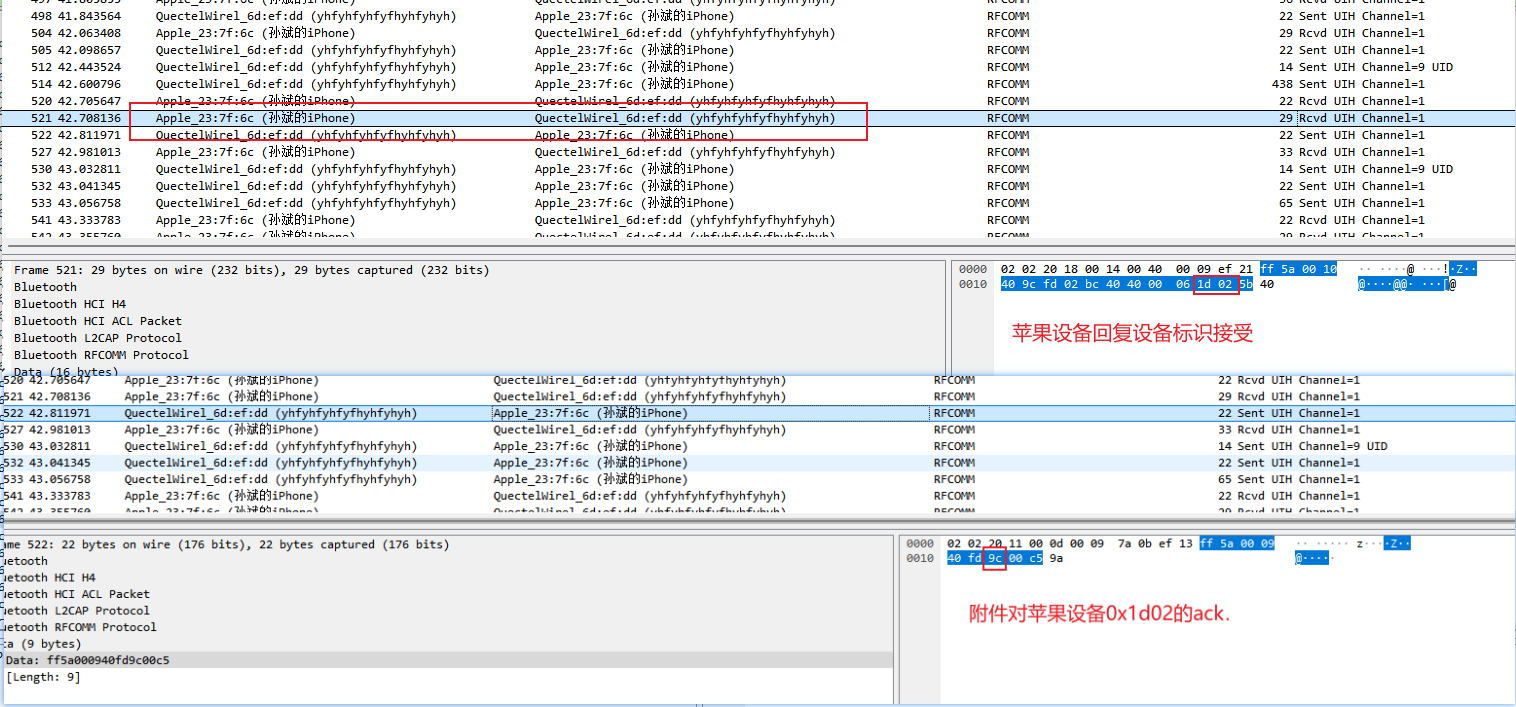 498 41.843564 QuectelWirel_6d:ef:dd (yhfyhfyhfyfhyhfyhyh) Apple_23:7f:6c (孙斌的iPhone) RFCOMM 22 Sent UIH Channel=1
504 42.063408 Apple_23:7f:6c (孙斌的iPhone) QuectelWirel_6d:ef:dd (yhfyhfyhfyfhyhfyhyh) RFCOMM 29 Rcvd UIH Channel=1
505 42.098657 QuectelWirel_6d:ef:dd (yhfyhfyhfyfhyhfyhyh) Apple_23:7f:6c (孙斌的iPhone) RFCOMM 22 Sent UIH Channel=1
512 42.443524 QuectelWirel_6d:ef:dd (yhfyhfyhfyfhyhfyhyh) Apple_23:7f:6c (孙斌的iPhone) RFCOMM 14 Sent UIH Channel=9 UID
514 42.600796 QuectelWirel_6d:ef:dd (yhfyhfyhfyfhyhfyhyh) Apple_23:7f:6c (孙斌的iPhone) RFCOMM 438 Sent UIH Channel=1
520 42.705647 Apple_23:7f:6c (孙斌的iPhone) QuectelWirel_6d:ef:dd (yhfyhfyhfyfhyhfyhyh) RFCOMM 22 Rcvd UIH Channel=1
521 42.708136 Apple_23:7f:6c (孙斌的iPhone) QuectelWirel_6d:ef:dd (yhfyhfyhfyfhyhfyhyh) RFCOMM 29 Rcvd UIH Channel=1
522 42.811971 QuectelWirel_6d:ef:dd (yhfyhfyhfyfhyhfyhyh) Apple_23:7f:6c (孙斌的iPhone) RFCOMM 22 Sent UIH Channel=1
527 42.981013 Apple_23:7f:6c (孙斌的iPhone) QuectelWirel_6d:ef:dd (yhfyhfyhfyfhyhfyhyh) RFCOMM 33 Rcvd UIH Channel=1
530 43.032811 QuectelWirel_6d:ef:dd (yhfyhfyhfyfhyhfyhyh) Apple_23:7f:6c (孙斌的iPhone) RFCOMM 14 Sent UIH Channel=9 UID
532 43.041345 QuectelWirel_6d:ef:dd (yhfyhfyhfyfhyhfyhyh) Apple_23:7f:6c (孙斌的iPhone) RFCOMM 22 Sent UIH Channel=1
533 43.056758 QuectelWirel_6d:ef:dd (yhfyhfyhfyfhyhfyhyh) Apple_23:7f:6c (孙斌的iPhone) RFCOMM 65 Sent UIH Channel=1
541 43.333783 Apple_23:7f:6c (孙斌的iPhone) QuectelWirel_6d:ef:dd (yhfyhfyhfyfhyhfyhyh) RFCOMM 22 Rcvd UIH Channel=1
Frame 521: 29 bytes on wire (232 bits), 29 bytes captured (232 bits)
Bluetooth
Bluetooth HCI H4
Bluetooth HCI ACL Packet
Bluetooth L2CAP Protocol
Bluetooth RFCOMM Protocol
Data (16 bytes)
0000 02 02 20 18 00 14 00 40 00 09 ef 21 ff 5a 00 10 ·· ····@ ···!·Z··
0010 40 9c fd 02 bc 40 40 00 06 1d 02 5b 40 @····@@· ···[@
苹果设备回复设备标识接受
520 42.705647 Apple_23:7f:6c (孙斌的iPhone) QuectelWirel_6d:ef:dd (yhfyhfyhfyfhyhfyhyh) RFCOMM 22 Rcvd UIH Channel=1
521 42.708136 Apple_23:7f:6c (孙斌的iPhone) QuectelWirel_6d:ef:dd (yhfyhfyhfyfhyhfyhyh) RFCOMM 29 Rcvd UIH Channel=1
522 42.811971 QuectelWirel_6d:ef:dd (yhfyhfyhfyfhyhfyhyh) Apple_23:7f:6c (孙斌的iPhone) RFCOMM 22 Sent UIH Channel=1
527 42.981013 Apple_23:7f:6c (孙斌的iPhone) QuectelWirel_6d:ef:dd (yhfyhfyhfyfhyhfyhyh) RFCOMM 33 Rcvd UIH Channel=1
530 43.032811 QuectelWirel_6d:ef:dd (yhfyhfyhfyfhyhfyhyh) Apple_23:7f:6c (孙斌的iPhone) RFCOMM 14 Sent UIH Channel=9 UID
532 43.041345 QuectelWirel_6d:ef:dd (yhfyhfyhfyfhyhfyhyh) Apple_23:7f:6c (孙斌的iPhone) RFCOMM 22 Sent UIH Channel=1
533 43.056758 QuectelWirel_6d:ef:dd (yhfyhfyhfyfhyhfyhyh) Apple_23:7f:6c (孙斌的iPhone) RFCOMM 65 Sent UIH Channel=1
541 43.333783 Apple_23:7f:6c (孙斌的iPhone) QuectelWirel_6d:ef:dd (yhfyhfyhfyfhyhfyhyh) RFCOMM 22 Rcvd UIH Channel=1
ame 522: 22 bytes on wire (176 bits), 22 bytes captured (176 bits)
uetooth
uetooth HCI H4
uetooth HCI ACL Packet
uetooth L2CAP Protocol
uetooth RFCOMM Protocol
ta (9 bytes)
Data: ff5a000940fd9c00c5
[Length: 9]
0000 02 02 20 11 00 0d 00 09 7a 0b ef 13 ff 5a 00 09 ·· ····· z····Z··
0010 40 fd 9c 00 c5 9a @·····
附件对苹果设备0x1d02的ack.